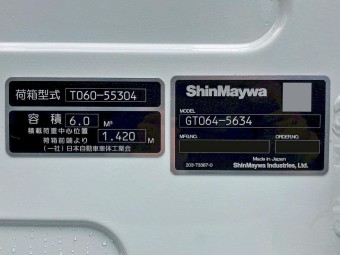 荷箱型式 T060-55304
容積 6.0 M³
積載荷重中心位置
荷箱前端より 1.420 M
(一社)日本自動車車体工業会
ShinMaywa
MODEL
GT064-5634
MFG.NO. ORDER NO.
Made in Japan
203-73387-0 ShinMaywa Industries, Ltd.